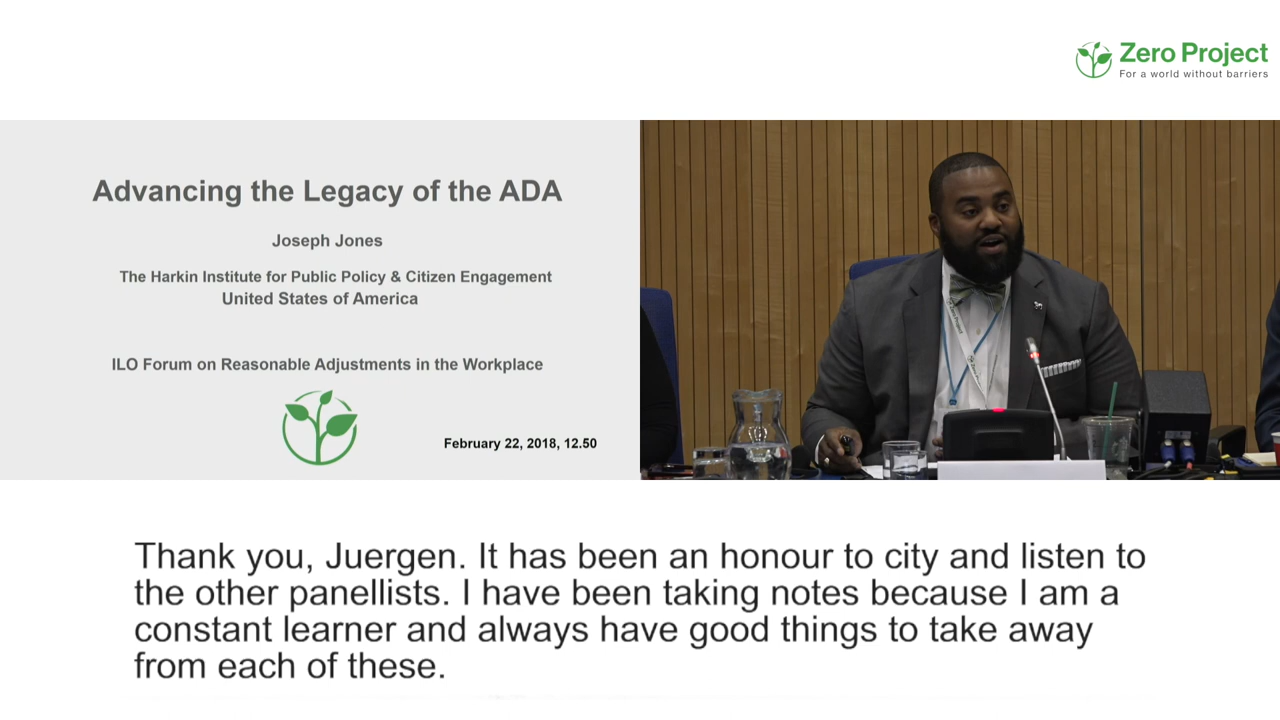 Zero Project
For a world without barriers
Advancing the Legacy of the ADA
Joseph Jones
The Harkin Institute for Public Policy & Citizen Engagement
United States of America
ILO Forum on Reasonable Adjustments in the Workplace
February 22, 2018, 12.50
Zero Project
Thank you, Juergen. It has been an honour to city and listen to
the other panellists. I have been taking notes because I am a
constant learner and always have good things to take away
from each of these.